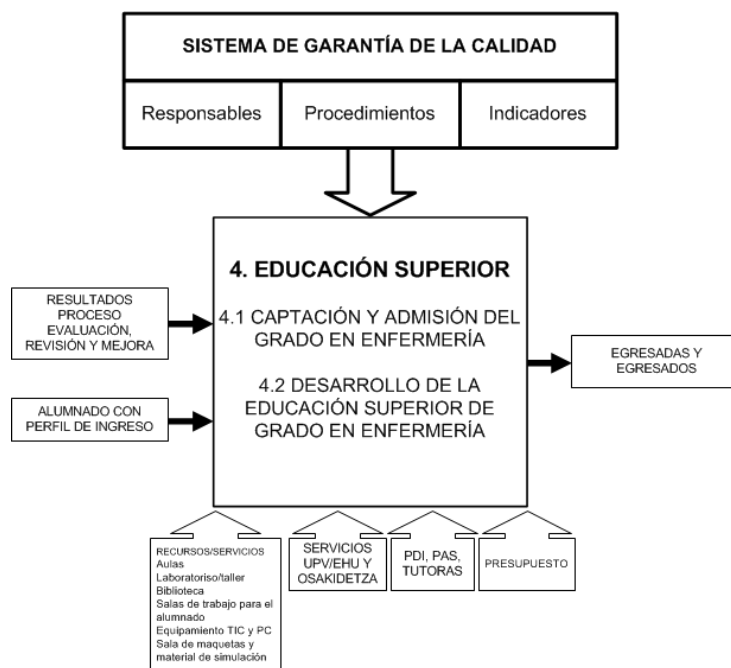 SISTEMA DE GARANTÍA DE LA CALIDAD
Responsables
Procedimientos
Indicadores
4. EDUCACIÓN SUPERIOR
4.1 CAPTACIÓN Y ADMISIÓN DEL
GRADO EN ENFERMERÍA
4.2 DESARROLLO DE LA
EDUCACIÓN SUPERIOR DE
GRADO EN ENFERMERÍA
RESULTADOS
PROCESO
EVALUACIÓN,
REVISIÓN Y MEJORA
ALUMNADO CON
PERFIL DE INGRESO
EGRESADAS Y
EGRESADOS
RECURSOS/SERVICIOS
Aulas
Laboratoriso/taller
Biblioteca
Salas de trabajo para el
alumnado
Equipamiento TIC y PC
Sala de maquetas y
material de simulación
SERVICIOS
UPV/EHU Y
OSAKIDETZA
PDI, PAS,
TUTORAS
PRESUPUESTO